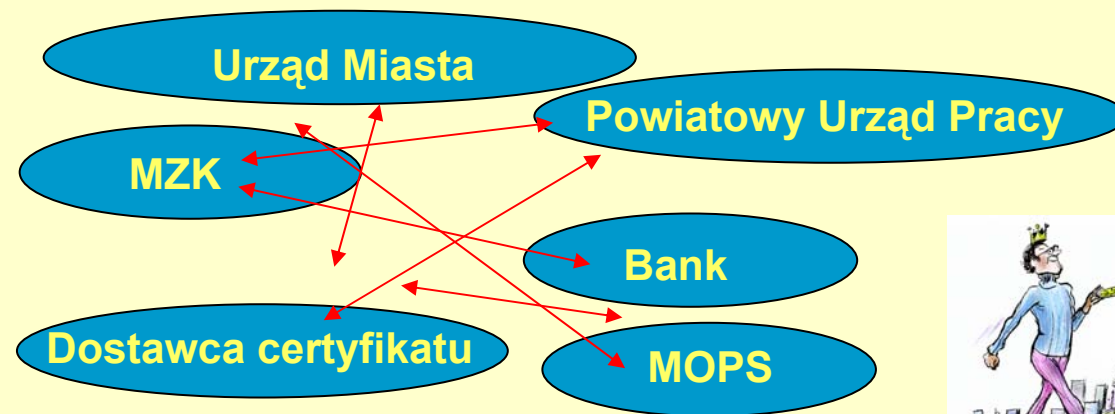 Urząd Miasta
Powiatowy Urząd Pracy
MZK
Bank
Dostawca certyfikatu
MOPS